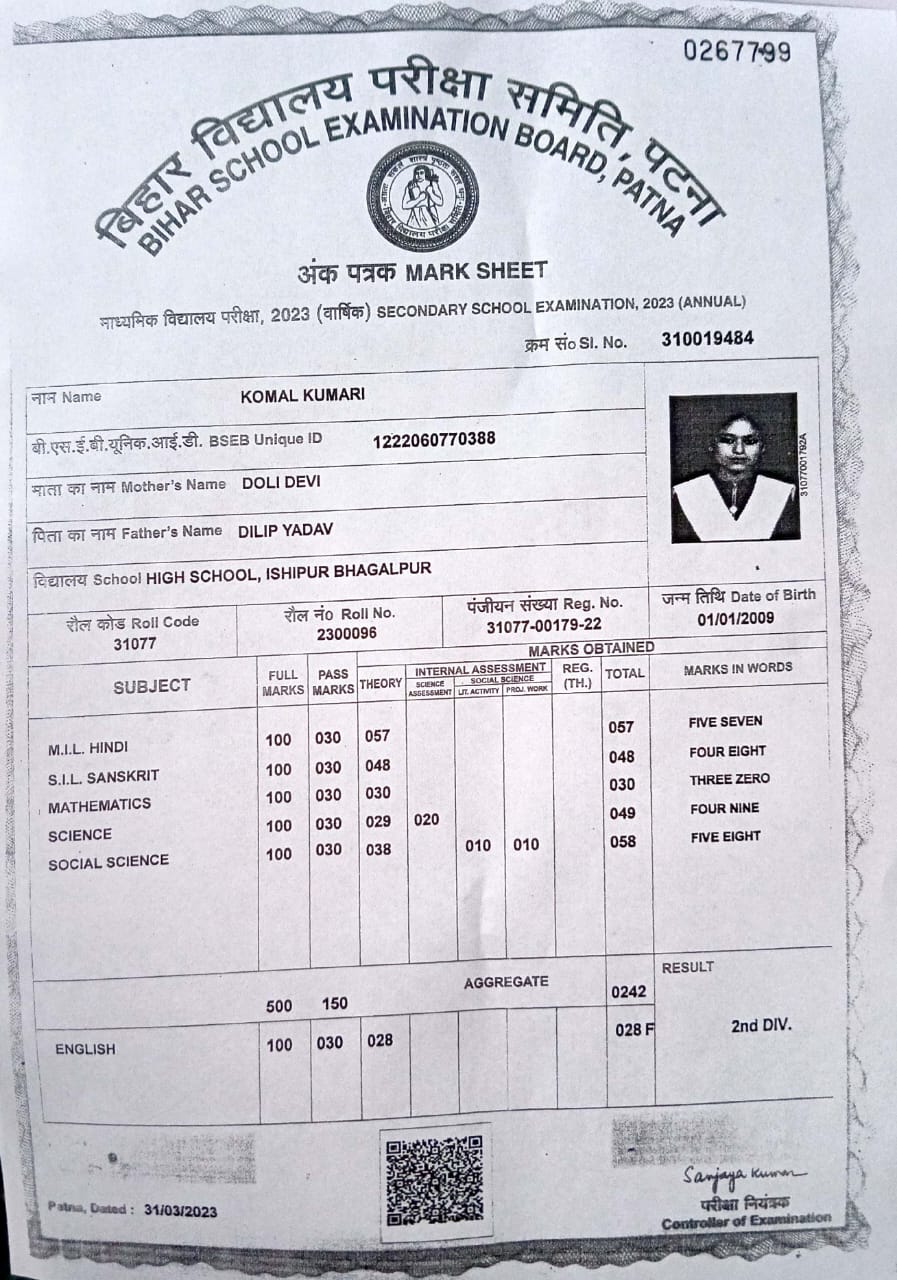 0267799
बिहार विद्यालय परीक्षा समिति, पटना
BIHAR SCHOOL EXAMINATION BOARD, PATNA
अंक पत्रक MARK SHEET
माध्यमिक विद्यालय परीक्षा, 2023 (वार्षिक) SECONDARY SCHOOL EXAMINATION, 2023 (ANNUAL)
क्रम सं० Sl. No. 310019484
नाम Name KOMAL KUMARI
बी.एस.ई.बी.यूनिक.आई.डी. BSEB Unique ID 1222060770388
माता का नाम Mother's Name DOLI DEVI
पिता का नाम Father's Name DILIP YADAV
31077001792A
विद्यालय School HIGH SCHOOL, ISHIPUR BHAGALPUR
रौल कोड Roll Code रौल नं० Roll No. पंजीयन संख्या Reg. No. जन्म तिथि Date of Birth
31077 2300096 31077-00179-22 01/01/2009
MARKS OBTAINED
SUBJECT FULL MARKS PASS MARKS THEORY INTERNAL ASSESSMENT REG. (TH.) TOTAL MARKS IN WORDS
SCIENCE ASSESSMENT SOCIAL SCIENCE
LIT. ACTIVITY PROJ. WORK
M.I.L. HINDI 100 030 057 057 FIVE SEVEN
S.I.L. SANSKRIT 100 030 048 048 FOUR EIGHT
MATHEMATICS 100 030 030 030 THREE ZERO
SCIENCE 100 030 029 020 049 FOUR NINE
SOCIAL SCIENCE 100 030 038 010 010 058 FIVE EIGHT
500 150 AGGREGATE 0242 RESULT
ENGLISH 100 030 028 028 F 2nd DIV.
Patna, Dated : 31/03/2023
Sanjaya Kumar
परीक्षा नियंत्रक
Controller of Examination